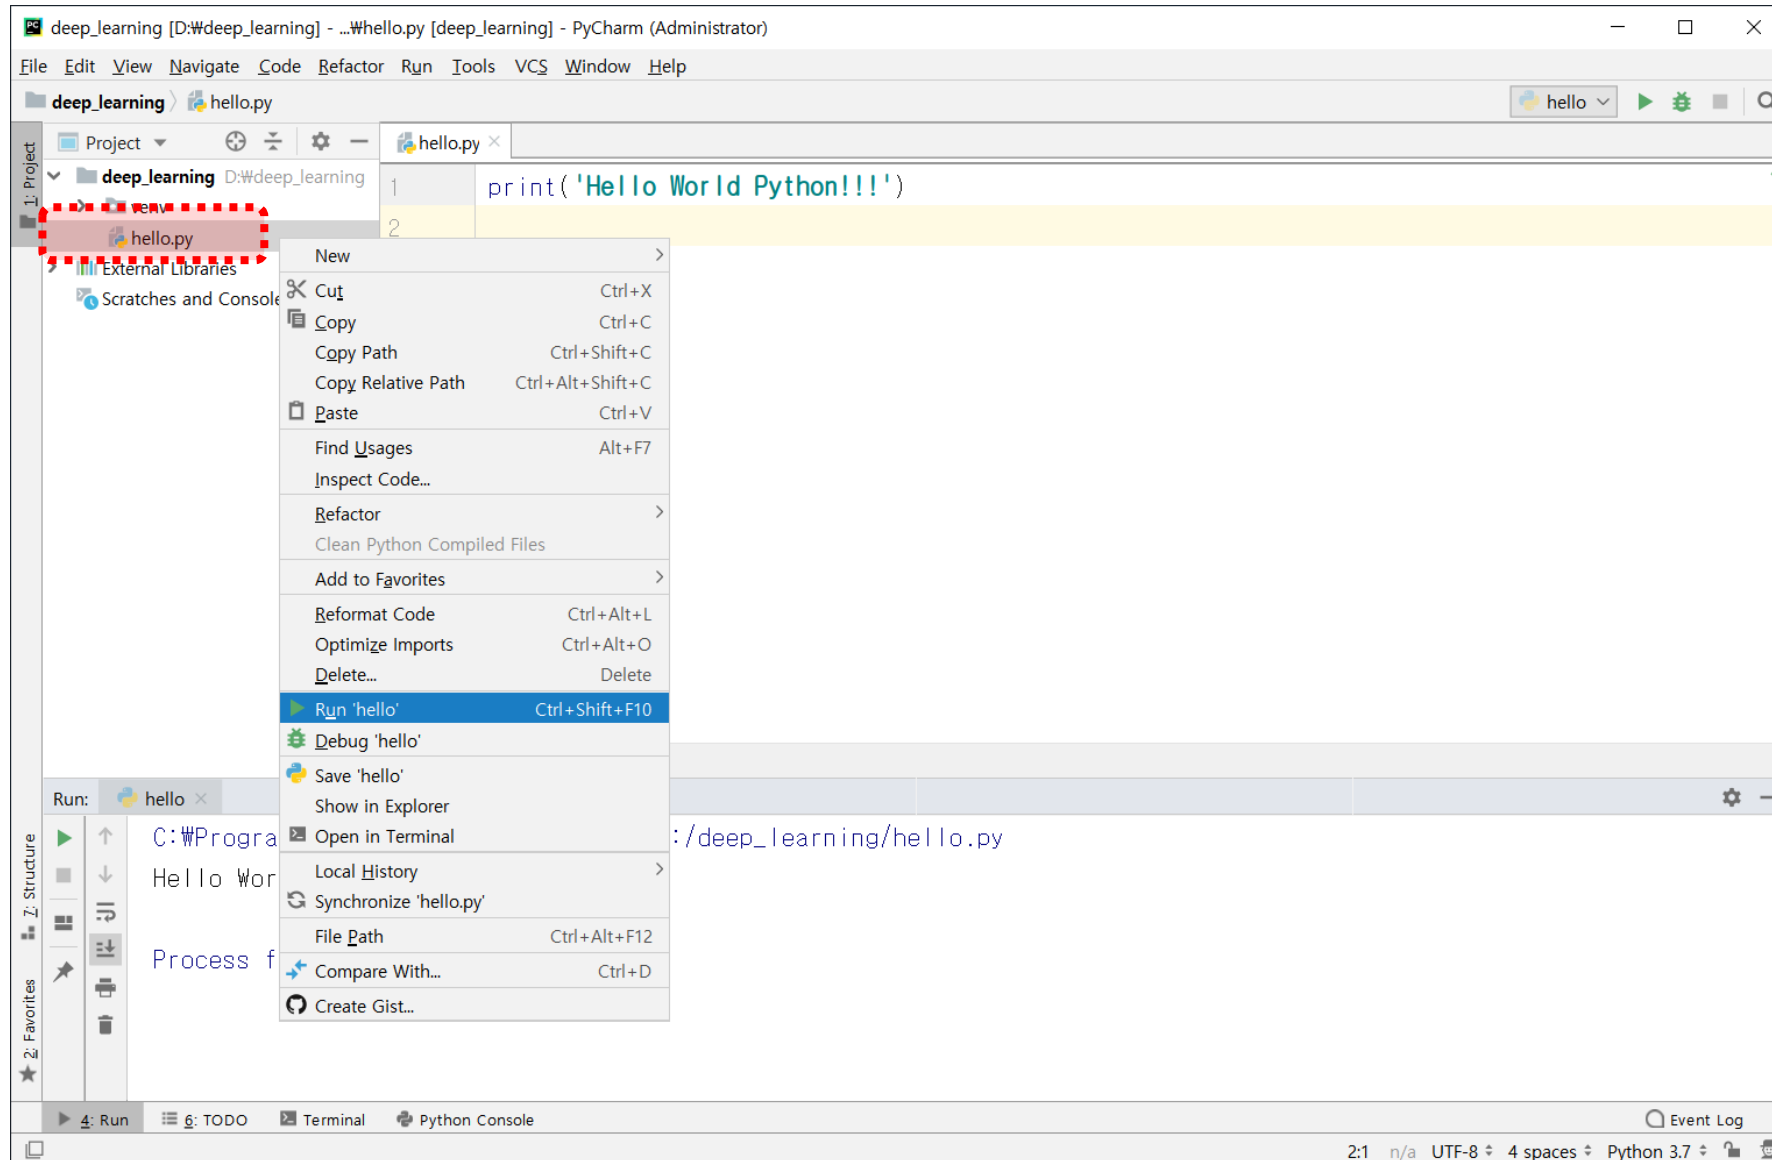 deep_learning [D:₩deep_learning] - ...₩hello.py [deep_learning] - PyCharm (Administrator)
File Edit View Navigate Code Refactor Run Tools VCS Window Help
deep_learning hello.py
hello
1: Project
Project
hello.py
deep_learning D:₩deep_learning
venv
hello.py
External Libraries
Scratches and Console
1 print('Hello World Python!!!')
2
New
Cut Ctrl+X
Copy Ctrl+C
Copy Path Ctrl+Shift+C
Copy Relative Path Ctrl+Alt+Shift+C
Paste Ctrl+V
Find Usages Alt+F7
Inspect Code...
Refactor
Clean Python Compiled Files
Add to Favorites
Reformat Code Ctrl+Alt+L
Optimize Imports Ctrl+Alt+O
Delete... Delete
Run 'hello' Ctrl+Shift+F10
Debug 'hello'
Save 'hello'
Show in Explorer
Open in Terminal
Local History
Synchronize 'hello.py'
File Path Ctrl+Alt+F12
Compare With... Ctrl+D
Create Gist...
Run: hello
C:₩Progra :/deep_learning/hello.py
Hello Wor
Process f
7: Structure
2: Favorites
4: Run 6: TODO Terminal Python Console Event Log
2:1 n/a UTF-8 4 spaces Python 3.7